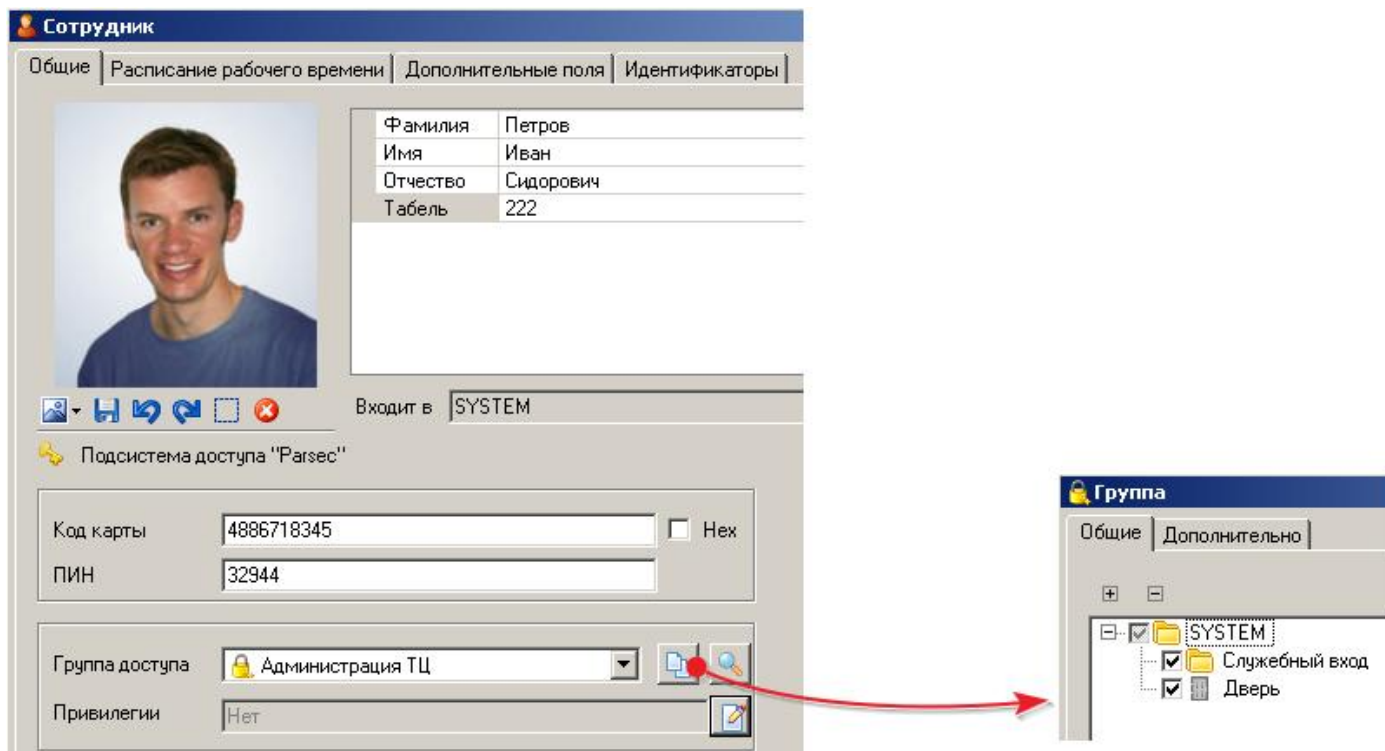 Сотрудник
Общие Расписание рабочего времени Дополнительные поля Идентификаторы
Фамилия Петров
Имя Иван
Отчество Сидорович
Табель 222
Входит в SYSTEM
Подсистема доступа "Parsec"
Код карты 4886718345 Hex
ПИН 32944
Группа доступа Администрация ТЦ
Привилегии Нет
Группа
Общие Дополнительно
SYSTEM
Служебный вход
Дверь